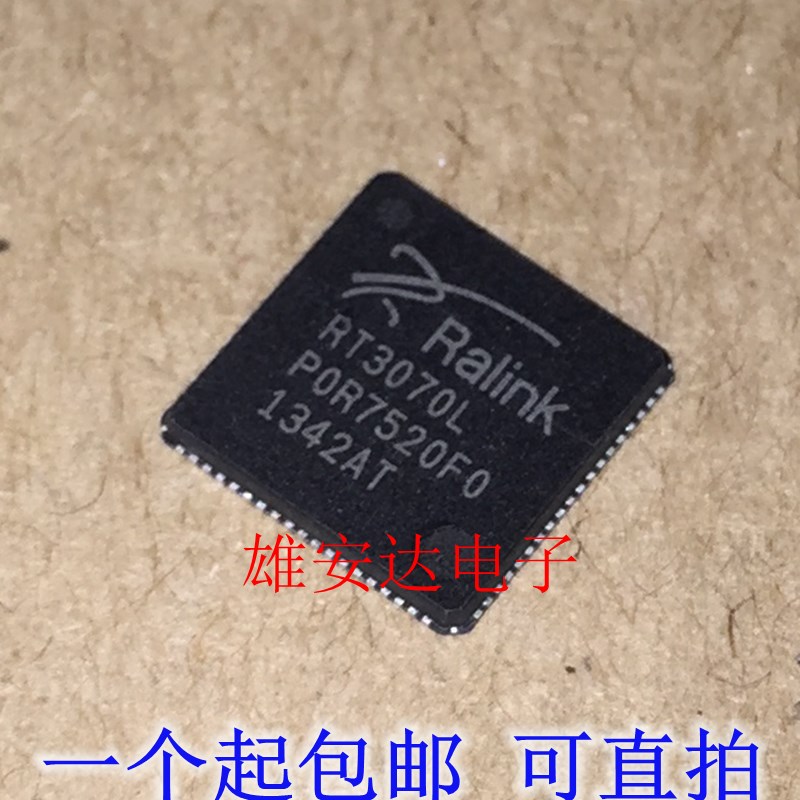 Ralink
RT3070L
P0R7520F0
1342AT
雄安达电子
一个起包邮 可直拍